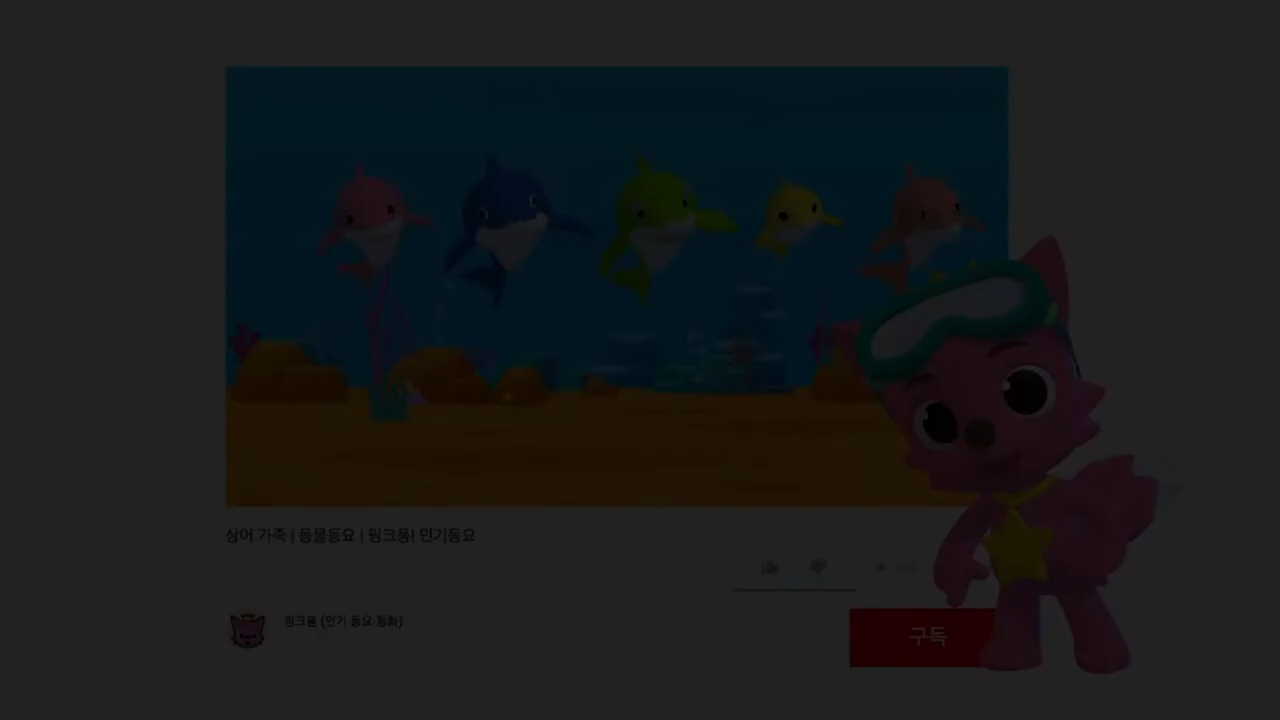 상어 가족 | 동물동요 | 핑크퐁! 인기동요
핑크퐁 (인기 동요·동화)
구독